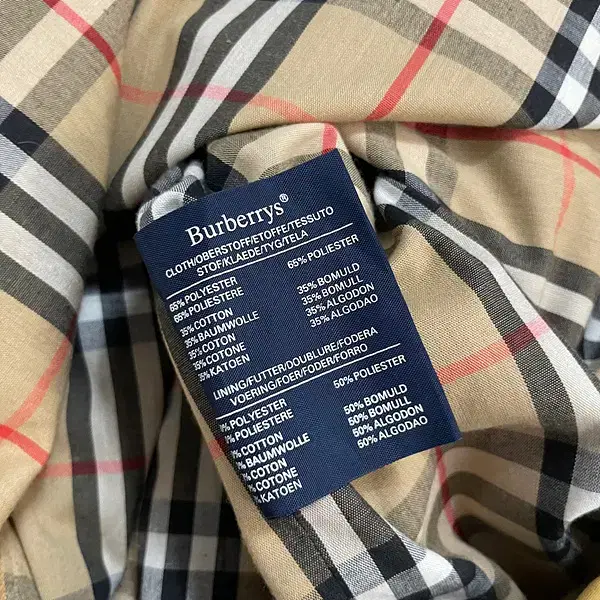 Burberrys®
CLOTH/OBERSTOFF/ETOFFE/TESSUTO
STOF/KLAEDE/TYG/TELA
65% POLYESTER 65% POLIESTER
65% POLIESTERE
35% COTTON 35% BOMULD
35% BAUMWOLLE 35% BOMULL
35% COTON 35% ALGODON
35% COTONE 35% ALGODAO
35% KATOEN
LINING/FUTTER/DOUBLURE/FODERA
VOERING/FOER/FODER/FORRO
POLYESTER 50% POLIESTER
POLIESTERE
COTTON 50% BOMULD
BAUMWOLLE 50% BOMULL
COTON 50% ALGODON
COTONE 50% ALGODAO
KATOEN